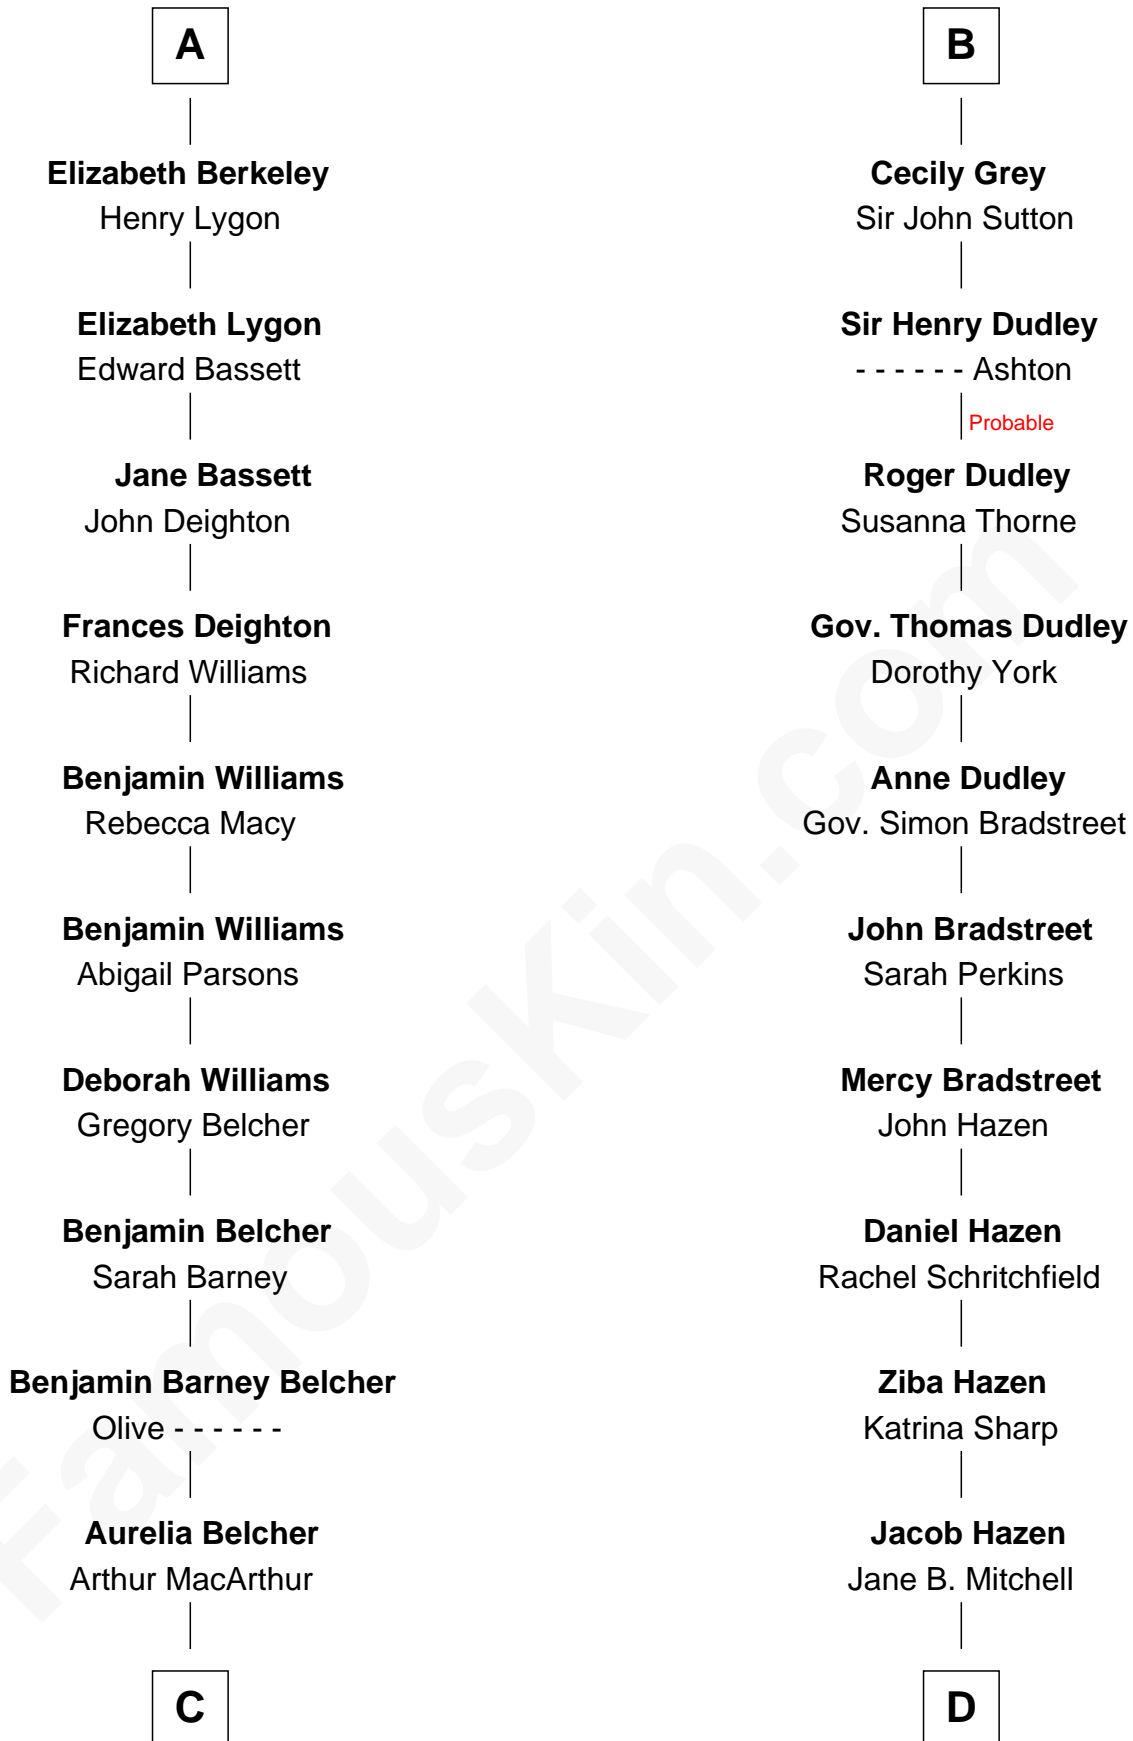 A
Elizabeth Berkeley
Henry Lygon
Elizabeth Lygon
Edward Bassett
Jane Bassett
John Deighton
Frances Deighton
Richard Williams
Benjamin Williams
Rebecca Macy
Benjamin Williams
Abigail Parsons
Deborah Williams
Gregory Belcher
Benjamin Belcher
Sarah Barney
Benjamin Barney Belcher
Olive - - - - - -
Aurelia Belcher
Arthur MacArthur
C
B
Cecily Grey
Sir John Sutton
Sir Henry Dudley
- - - - - - Ashton
Probable
Roger Dudley
Susanna Thorne
Gov. Thomas Dudley
Dorothy York
Anne Dudley
Gov. Simon Bradstreet
John Bradstreet
Sarah Perkins
Mercy Bradstreet
John Hazen
Daniel Hazen
Rachel Schritchfield
Ziba Hazen
Katrina Sharp
Jacob Hazen
Jane B. Mitchell
D
FamousKin.com